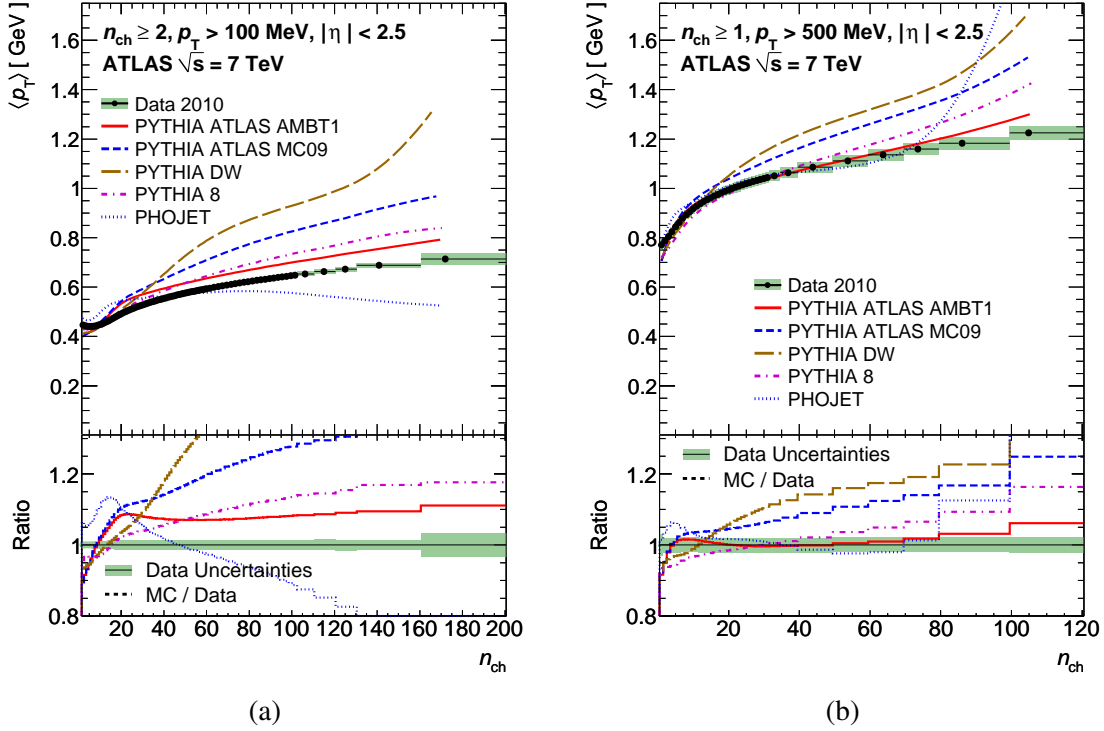 ⟨p_T⟩ [ GeV ]
1.6
1.4
1.2
1
0.8
0.6
0.4
0.2
n_ch ≥ 2, p_T > 100 MeV, |η| < 2.5
ATLAS √s = 7 TeV
Data 2010
PYTHIA ATLAS AMBT1
PYTHIA ATLAS MC09
PYTHIA DW
PYTHIA 8
PHOJET
Ratio
1.2
1
0.8
Data Uncertainties
MC / Data
20 40 60 80 100 120 140 160 180 200
n_ch
(a)
⟨p_T⟩ [ GeV ]
1.6
1.4
1.2
1
0.8
0.6
0.4
0.2
n_ch ≥ 1, p_T > 500 MeV, |η| < 2.5
ATLAS √s = 7 TeV
Data 2010
PYTHIA ATLAS AMBT1
PYTHIA ATLAS MC09
PYTHIA DW
PYTHIA 8
PHOJET
Ratio
1.2
1
0.8
Data Uncertainties
MC / Data
20 40 60 80 100 120
n_ch
(b)